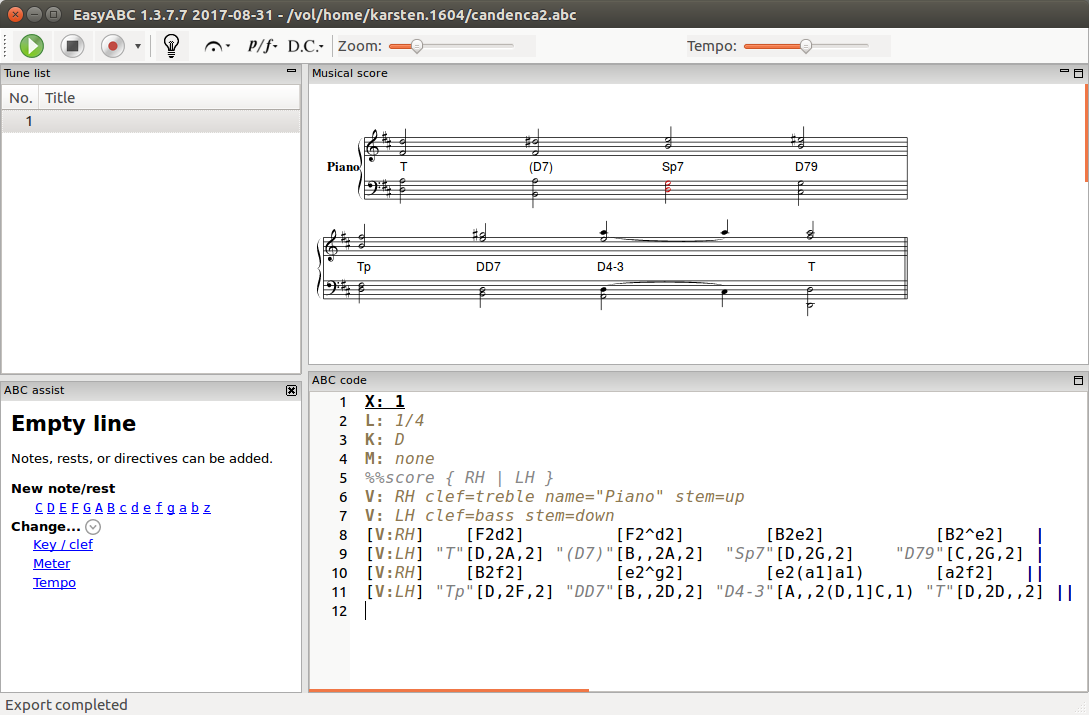 EasyABC 1.3.7.7 2017-08-31 - /vol/home/karsten.1604/candenca2.abc
p/f D.C. Zoom: Tempo:
Tune list
No. Title
1
Musical score
Piano T (D7) Sp7 D79
Tp DD7 D4-3 T
ABC assist
Empty line
Notes, rests, or directives can be added.
New note/rest
C D E F G A B c d e f g a b z
Change...
Key / clef
Meter
Tempo
ABC code
1 X: 1
2 L: 1/4
3 K: D
4 M: none
5 %%score { RH | LH }
6 V: RH clef=treble name="Piano" stem=up
7 V: LH clef=bass stem=down
8 [V:RH] [F2d2] [F2^d2] [B2e2] [B2^e2] |
9 [V:LH] "T"[D,2A,2] "(D7)"[B,,2A,2] "Sp7"[D,2G,2] "D79"[C,2G,2] |
10 [V:RH] [B2f2] [e2^g2] [e2(a1]a1) [a2f2] ||
11 [V:LH] "Tp"[D,2F,2] "DD7"[B,,2D,2] "D4-3"[A,,2(D,1]C,1) "T"[D,2D,,2] ||
12
Export completed